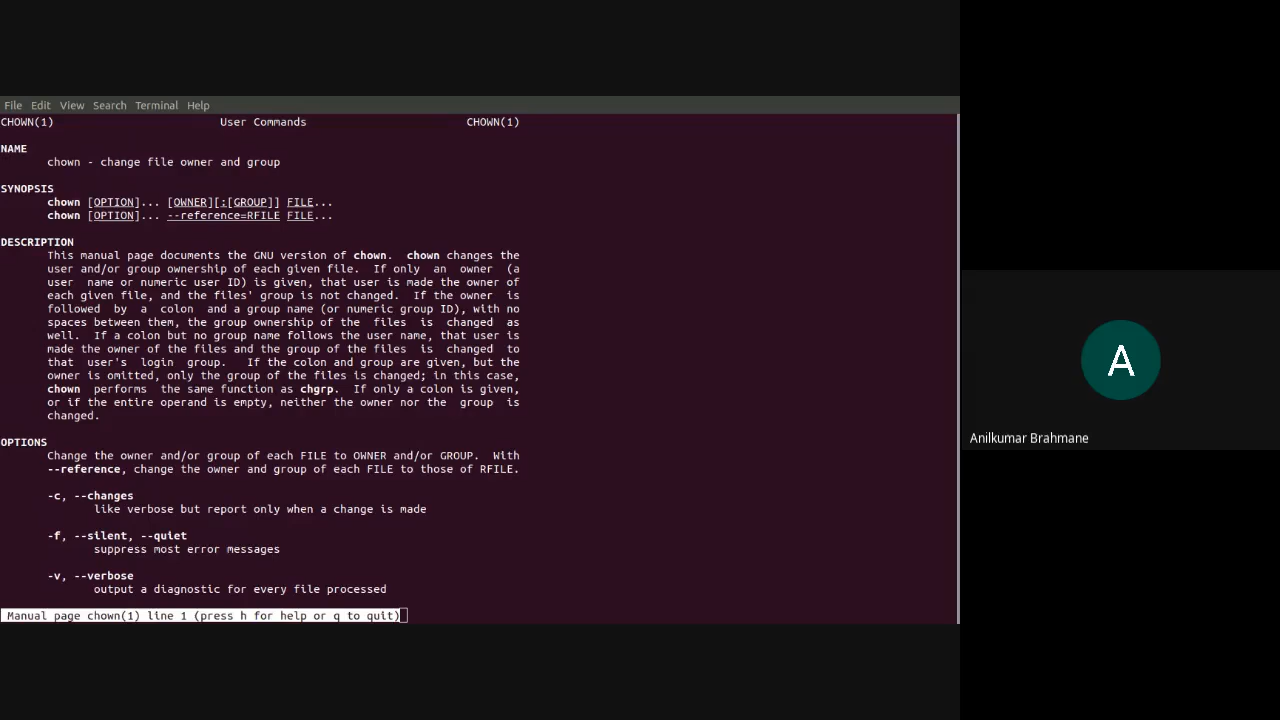 File Edit View Search Terminal Help
CHOWN(1) User Commands CHOWN(1)
NAME
chown - change file owner and group
SYNOPSIS
chown [OPTION]... [OWNER][:[GROUP]] FILE...
chown [OPTION]... --reference=RFILE FILE...
DESCRIPTION
This manual page documents the GNU version of chown. chown changes the
user and/or group ownership of each given file. If only an owner (a
user name or numeric user ID) is given, that user is made the owner of
each given file, and the files' group is not changed. If the owner is
followed by a colon and a group name (or numeric group ID), with no
spaces between them, the group ownership of the files is changed as
well. If a colon but no group name follows the user name, that user is
made the owner of the files and the group of the files is changed to
that user's login group. If the colon and group are given, but the
owner is omitted, only the group of the files is changed; in this case,
chown performs the same function as chgrp. If only a colon is given,
or if the entire operand is empty, neither the owner nor the group is
changed.
OPTIONS
Change the owner and/or group of each FILE to OWNER and/or GROUP. With
--reference, change the owner and group of each FILE to those of RFILE.
-c, --changes
like verbose but report only when a change is made
-f, --silent, --quiet
suppress most error messages
-v, --verbose
output a diagnostic for every file processed
Manual page chown(1) line 1 (press h for help or q to quit)
A
Anilkumar Brahmane